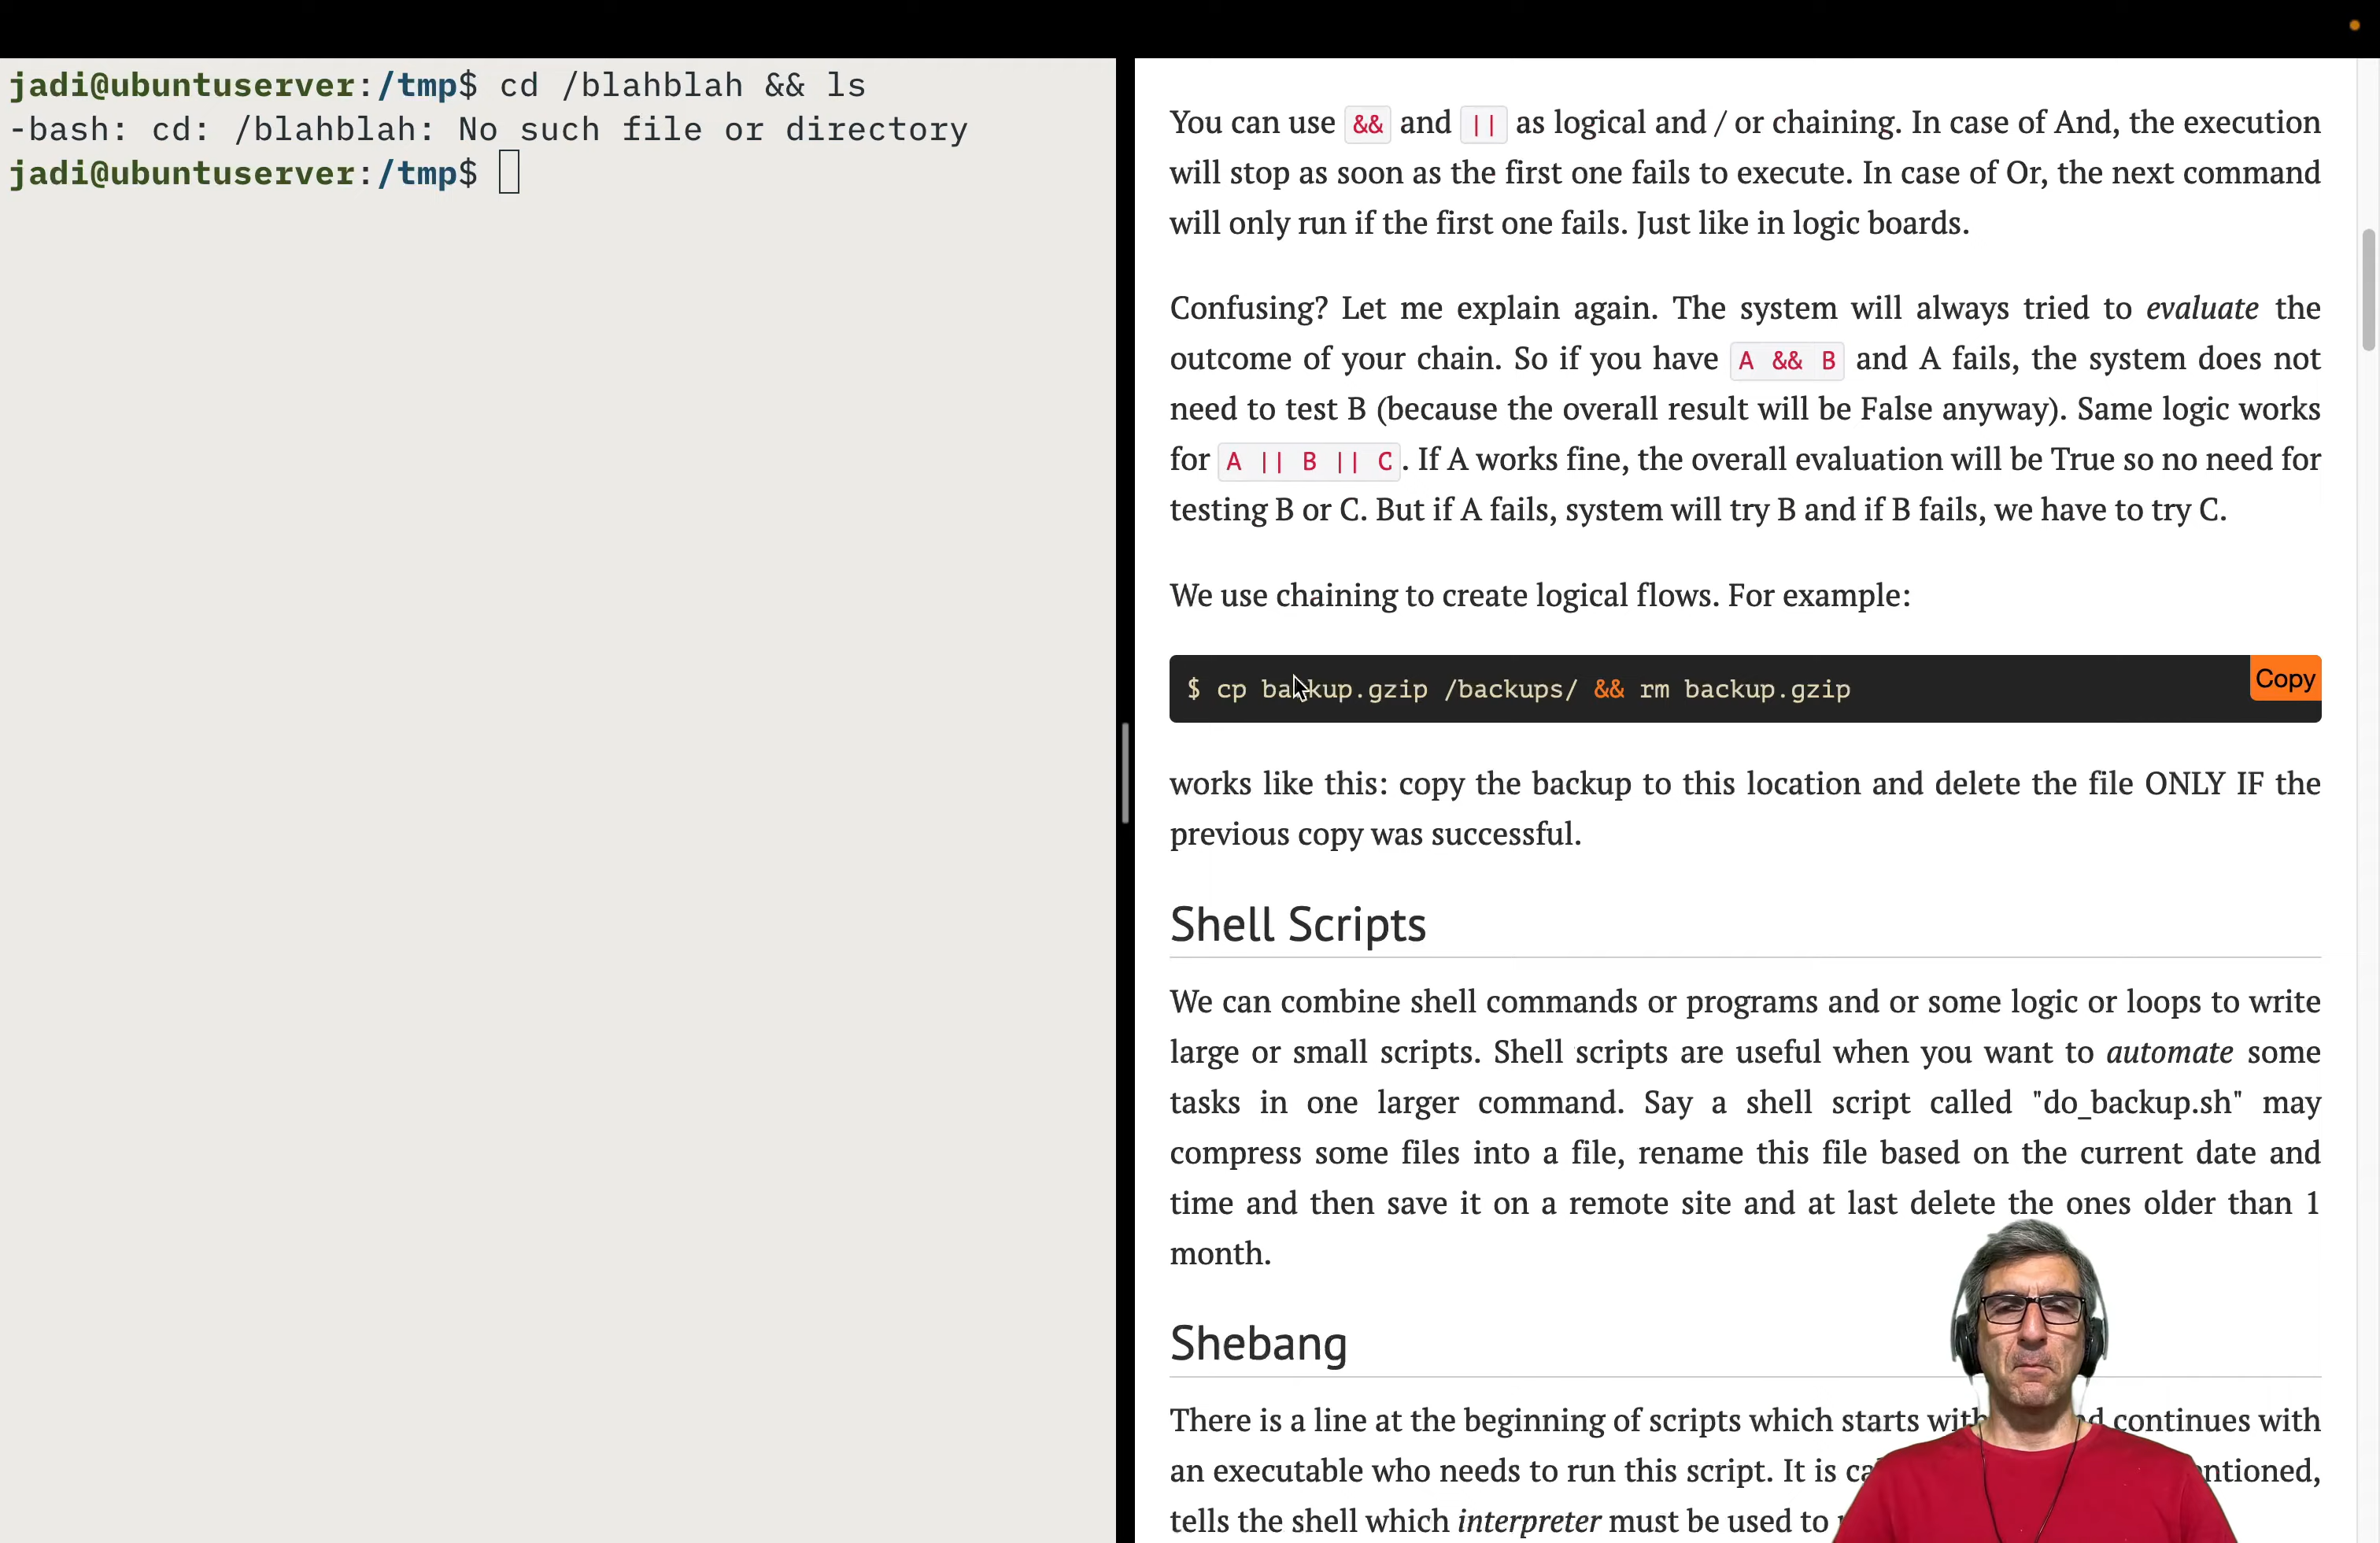 jadi@ubuntuserver:/tmp$ cd /blahblah && ls
-bash: cd: /blahblah: No such file or directory
jadi@ubuntuserver:/tmp$
You can use && and || as logical and / or chaining. In case of And, the execution
will stop as soon as the first one fails to execute. In case of Or, the next command
will only run if the first one fails. Just like in logic boards.
Confusing? Let me explain again. The system will always tried to evaluate the
outcome of your chain. So if you have A && B and A fails, the system does not
need to test B (because the overall result will be False anyway). Same logic works
for A || B || C. If A works fine, the overall evaluation will be True so no need for
testing B or C. But if A fails, system will try B and if B fails, we have to try C.
We use chaining to create logical flows. For example:
$ cp backup.gzip /backups/ && rm backup.gzip
Copy
works like this: copy the backup to this location and delete the file ONLY IF the
previous copy was successful.
Shell Scripts
We can combine shell commands or programs and or some logic or loops to write
large or small scripts. Shell scripts are useful when you want to automate some
tasks in one larger command. Say a shell script called "do_backup.sh" may
compress some files into a file, rename this file based on the current date and
time and then save it on a remote site and at last delete the ones older than 1
month.
Shebang
There is a line at the beginning of scripts which starts continues with
an executable who needs to run this script. It is
tells the shell which interpreter must be used to